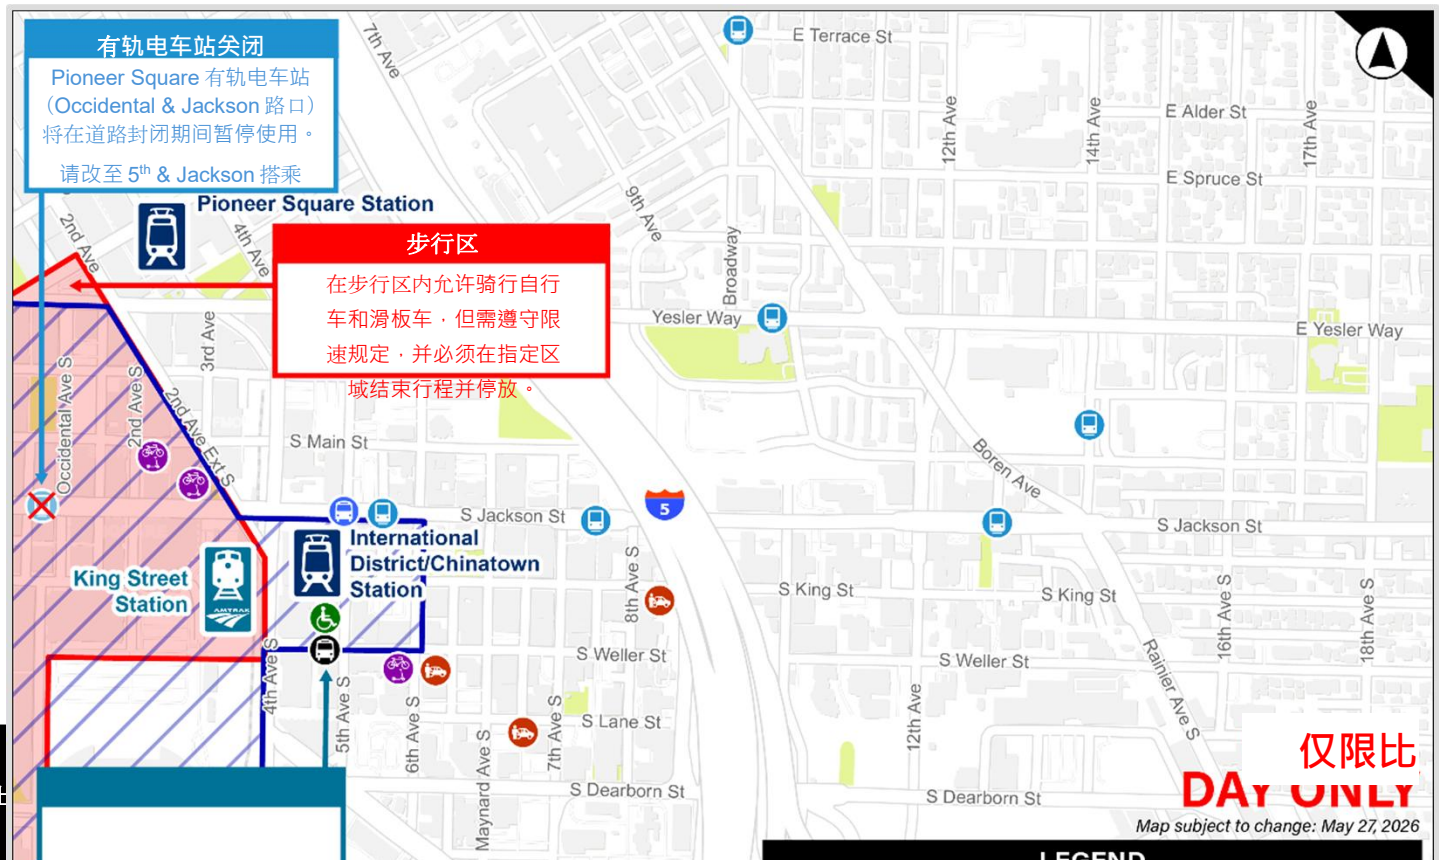 有轨电车站关闭
Pioneer Square 有轨电车站
（Occidental & Jackson 路口）
将在道路封闭期间暂停使用。
请改至 5th & Jackson 搭乘
Pioneer Square Station
步行区
在步行区内允许骑行自行
车和滑板车，但需遵守限
速规定，并必须在指定区
域结束行程并停放。
7th Ave
E Terrace St
12th Ave
14th Ave
E Alder St
17th Ave
E Spruce St
2nd Ave
4th Ave
9th Ave
Broadway
Yesler Way
E Yesler Way
3rd Ave
Occidental Ave S
2nd Ave S
2nd Ave Ext S
S Main St
Boren Ave
S Jackson St
5
S Jackson St
International
District/Chinatown
Station
King Street
Station
AMTRAK
8th Ave S
S King St
S King St
16th Ave S
18th Ave S
S Weller St
S Weller St
Rainier Ave S
4th Ave S
5th Ave S
6th Ave S
Maynard Ave S
7th Ave S
S Lane St
12th Ave S
S Dearborn St
S Dearborn St
仅限比
DAY ONLY
Map subject to change: May 27, 2026
LEGEND